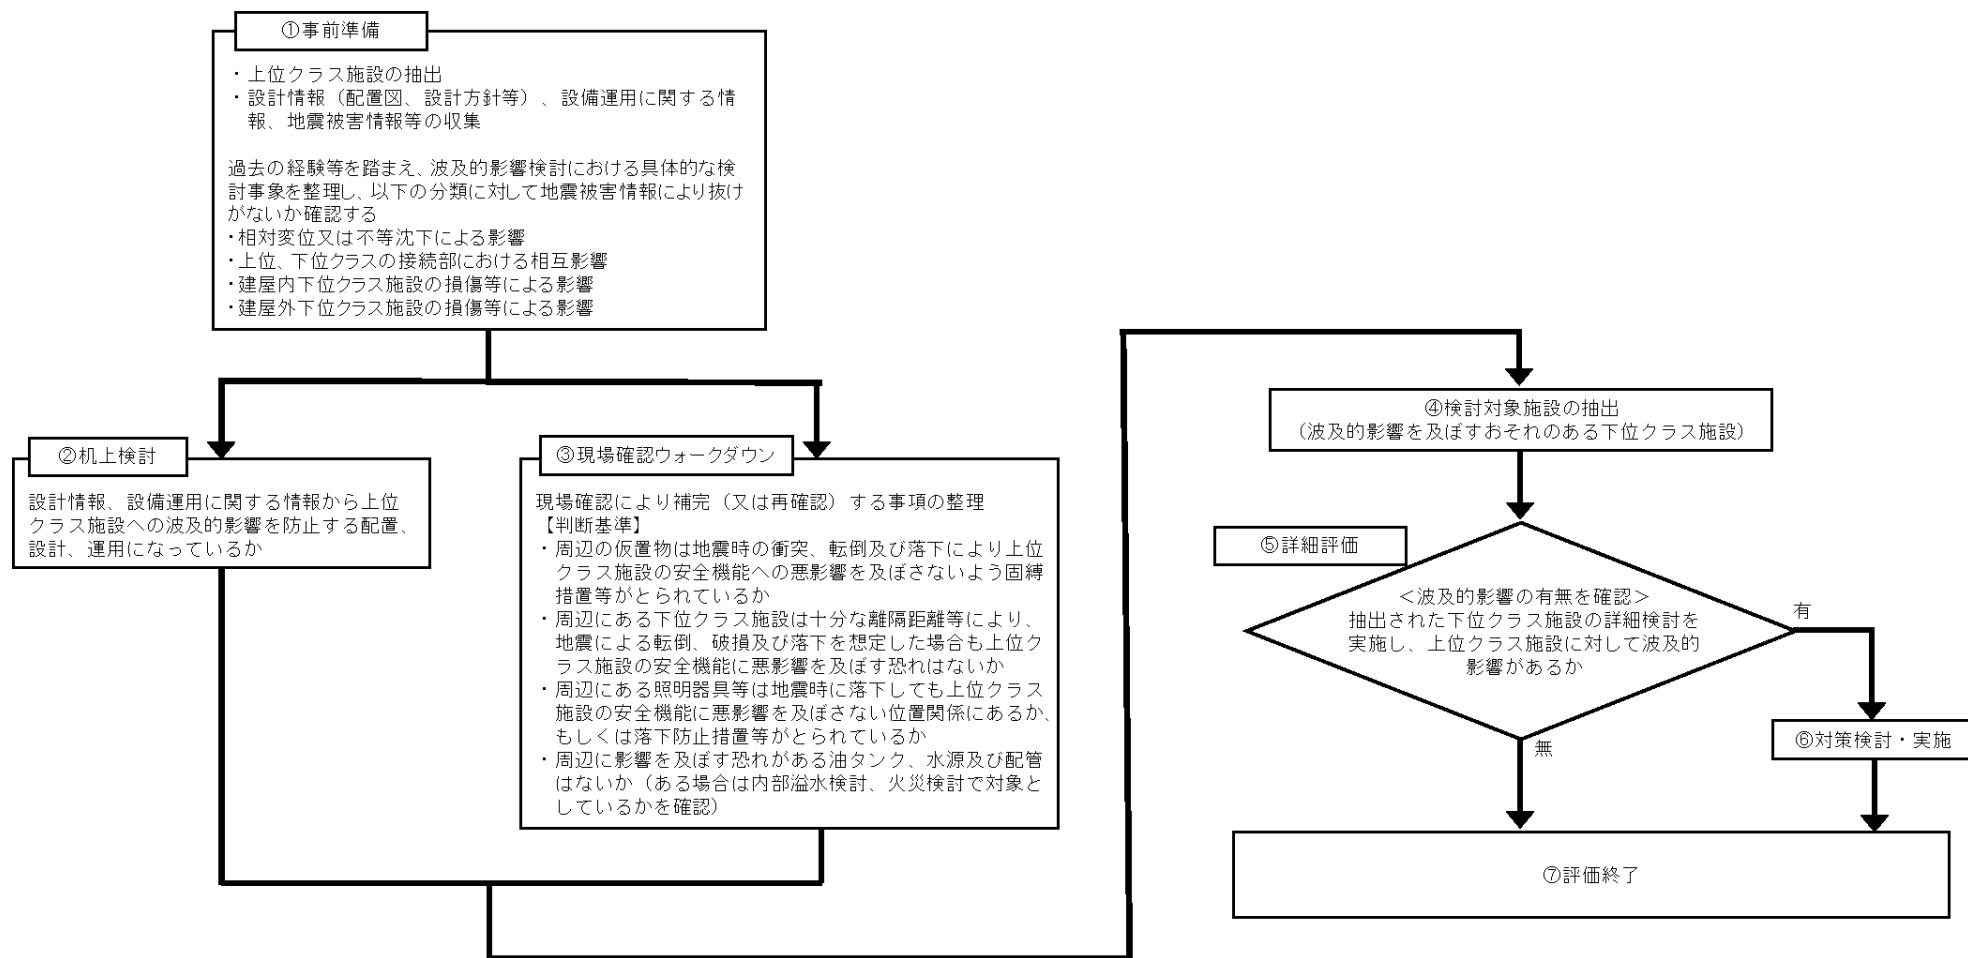 ①事前準備
・上位クラス施設の抽出
・設計情報（配置図、設計方針等）、設備運用に関する情
報、地震被害情報等の収集
過去の経験等を踏まえ、波及的影響検討における具体的な検
討事象を整理し、以下の分類に対して地震被害情報により抜け
がないか確認する
・相対変位又は不等沈下による影響
・上位、下位クラスの接続部における相互影響
・建屋内下位クラス施設の損傷等による影響
・建屋外下位クラス施設の損傷等による影響
②机上検討
設計情報、設備運用に関する情報から上位
クラス施設への波及的影響を防止する配置、
設計、運用になっているか
③現場確認ウォークダウン
現場確認により補完（又は再確認）する事項の整理
【判断基準】
・周辺の仮置物は地震時の衝突、転倒及び落下により上位
クラス施設の安全機能への悪影響を及ぼさないよう固縛
措置等がとられているか
・周辺にある下位クラス施設は十分な離隔距離等により、
地震による転倒、破損及び落下を想定した場合も上位ク
ラス施設の安全機能に悪影響を及ぼす恐れはないか
・周辺にある照明器具等は地震時に落下しても上位クラス
施設の安全機能に悪影響を及ぼさない位置関係にあるか、
もしくは落下防止措置等がとられているか
・周辺に影響を及ぼす恐れがある油タンク、水源及び配管
はないか（ある場合は内部溢水検討、火災検討で対象と
しているかを確認）
④検討対象施設の抽出
（波及的影響を及ぼすおそれのある下位クラス施設）
⑤詳細評価
＜波及的影響の有無を確認＞
抽出された下位クラス施設の詳細検討を
実施し、上位クラス施設に対して波及的
影響があるか
有
無
⑥対策検討・実施
⑦評価終了